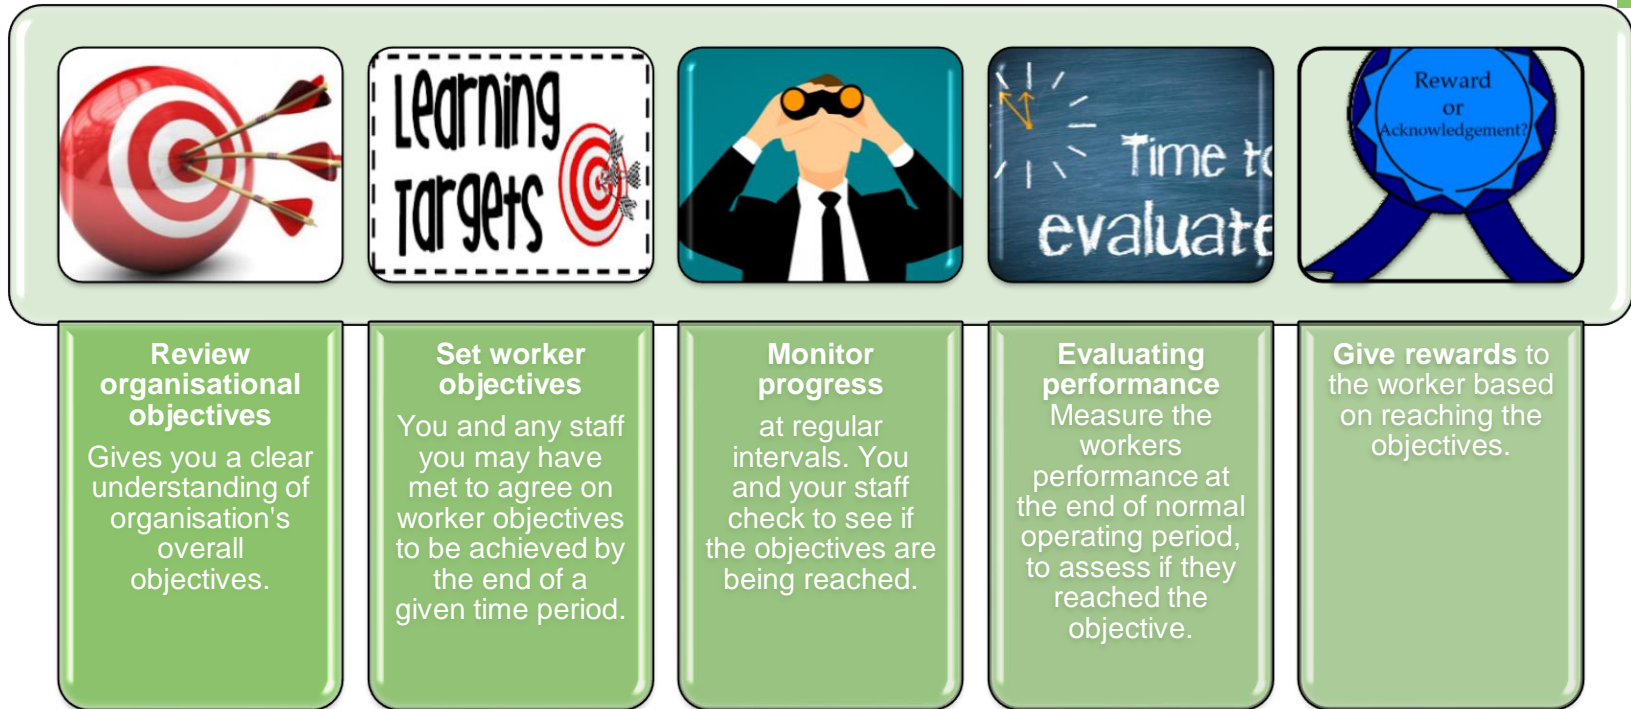 Learning
Targets
Time to
evaluate
Reward
or
Acknowledgement?
Review
organisational
objectives
Gives you a clear
understanding of
organisation's
overall
objectives.
Set worker
objectives
You and any staff
you may have
met to agree on
worker objectives
to be achieved by
the end of a
given time period.
Monitor
progress
at regular
intervals. You
and your staff
check to see if
the objectives are
being reached.
Evaluating
performance
Measure the
workers
performance at
the end of normal
operating period,
to assess if they
reached the
objective.
Give rewards to
the worker based
on reaching the
objectives.